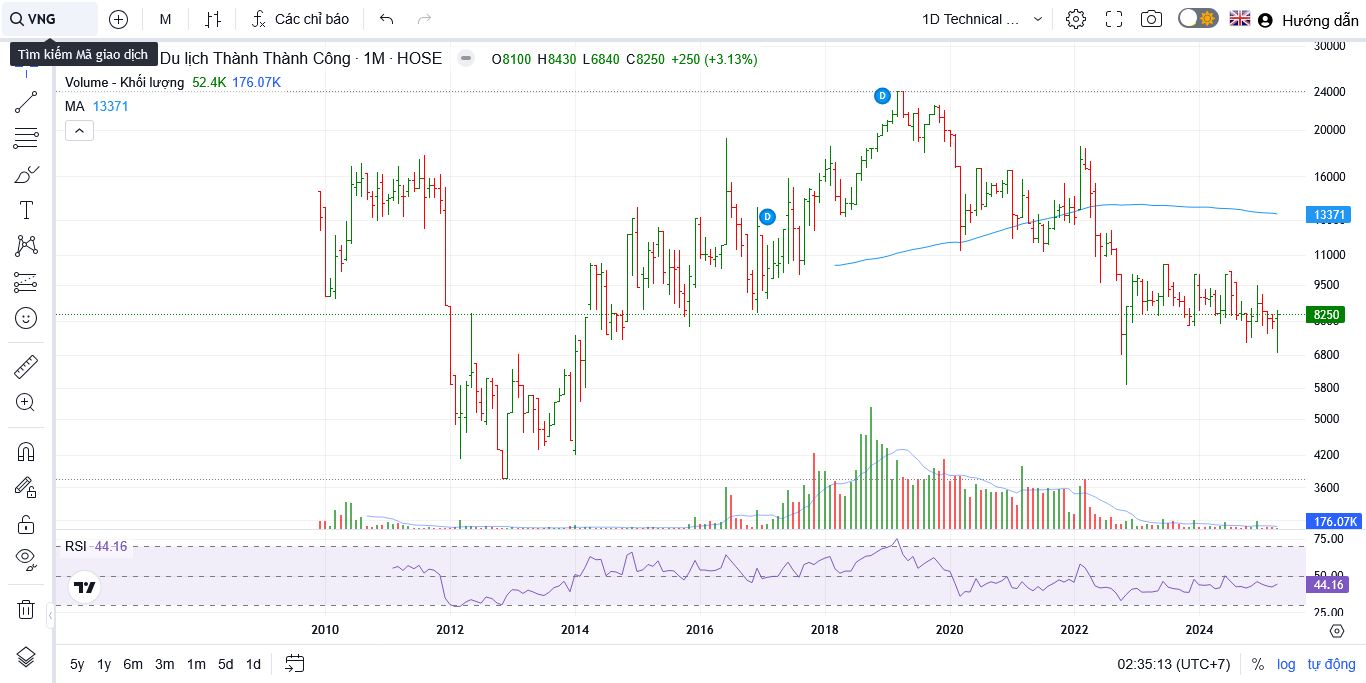 VNG
M
Các chỉ báo
1D Technical ...
Hướng dẫn
Tìm kiếm Mã giao dịch
Du lịch Thành Thành Công · 1M · HOSE
O8100 H8430 L6840 C8250 +250 (+3.13%)
Volume - Khối lượng 52.4K 176.07K
MA 13371
D
D
30000
24000
20000
16000
13371
11000
9500
8250
6800
5800
5000
4200
3600
176.07K
RSI 44.16
75.00
50.00
44.16
25.00
2010 2012 2014 2016 2018 2020 2022 2024
5y 1y 6m 3m 1m 5d 1d
02:35:13 (UTC+7) % log tự động